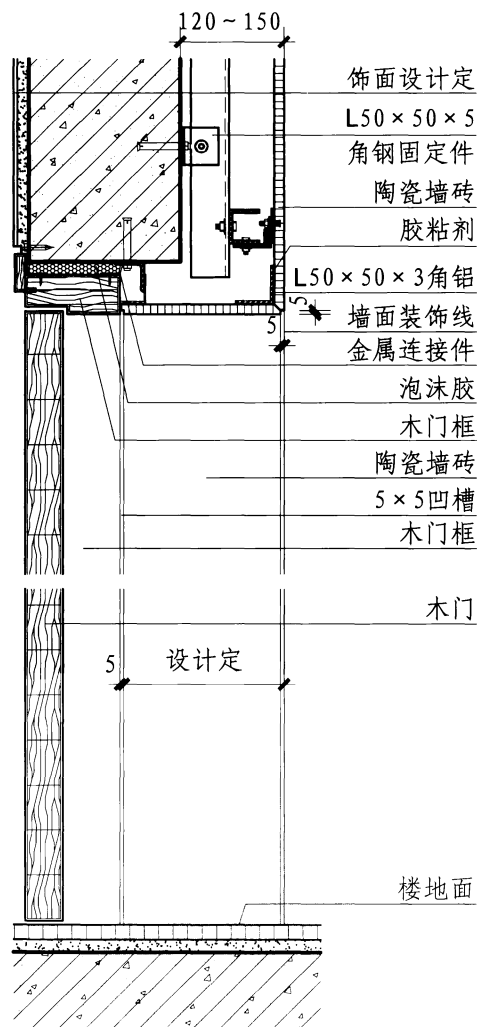 120~150
饰面设计定
L50×50×5
角钢固定件
陶瓷墙砖
胶粘剂
L50×50×3角铝
5
5
墙面装饰线
金属连接件
泡沫胶
木门框
陶瓷墙砖
5×5凹槽
木门框
木门
5
设计定
楼地面